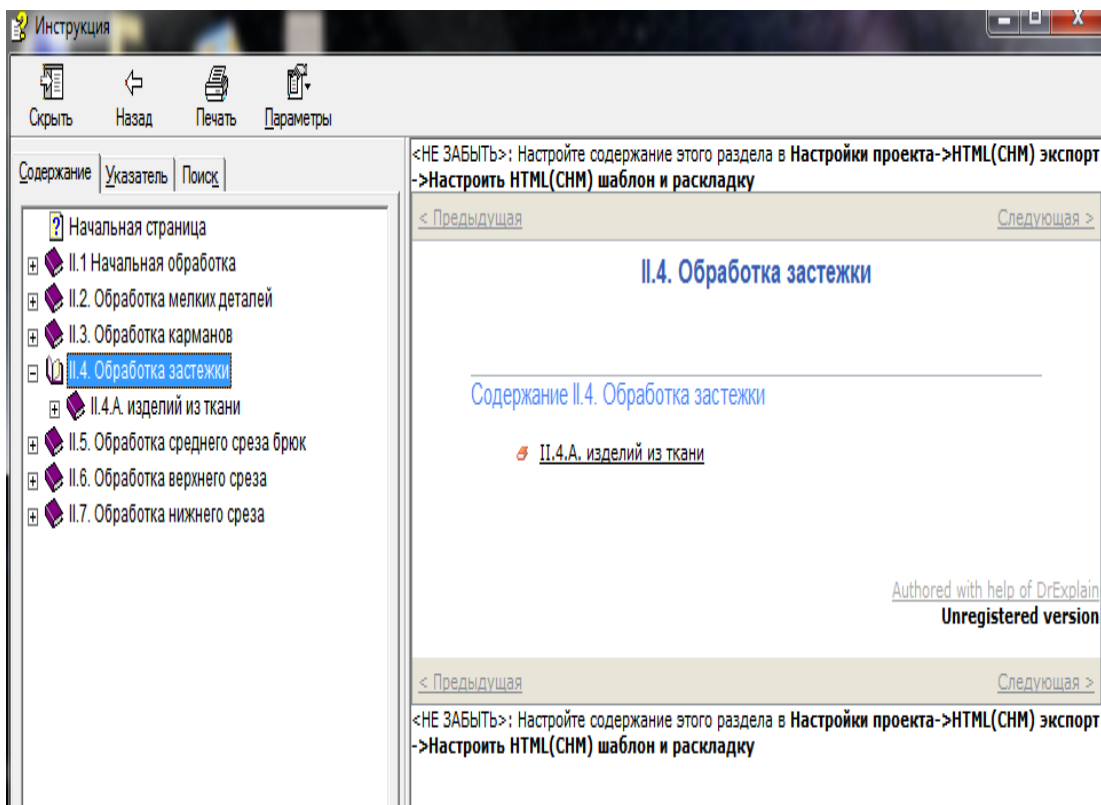 Инструкция
Скрыть Назад Печать Параметры
Содержание Указатель Поиск
Начальная страница
II.1 Начальная обработка
II.2. Обработка мелких деталей
II.3. Обработка карманов
II.4. Обработка застежки
II.4.А. изделий из ткани
II.5. Обработка среднего среза брюк
II.6. Обработка верхнего среза
II.7. Обработка нижнего среза
<НЕ ЗАБЫТЬ>: Настройте содержание этого раздела в Настройки проекта->HTML(CHM) экспорт
->Настроить HTML(CHM) шаблон и раскладку
< Предыдущая Следующая >
II.4. Обработка застежки
Содержание II.4. Обработка застежки
II.4.А. изделий из ткани
Authored with help of DrExplain
Unregistered version
< Предыдущая Следующая >
<НЕ ЗАБЫТЬ>: Настройте содержание этого раздела в Настройки проекта->HTML(CHM) экспорт
->Настроить HTML(CHM) шаблон и раскладку